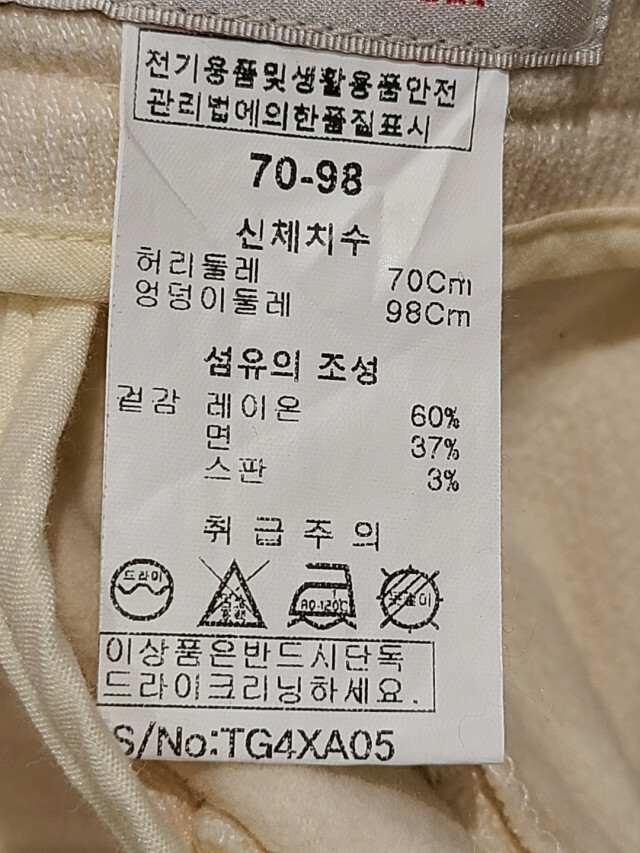 전기용품및생활용품안전
관리법에의한품질표시
70-98
신체치수
허리둘레 70Cm
엉덩이둘레 98Cm
섬유의 조성
겉감 레이온 60%
면 37%
스판 3%
취급주의
드라이
80-120℃
이상품은반드시단독
드라이크리닝하세요.
S/No:TG4XA05